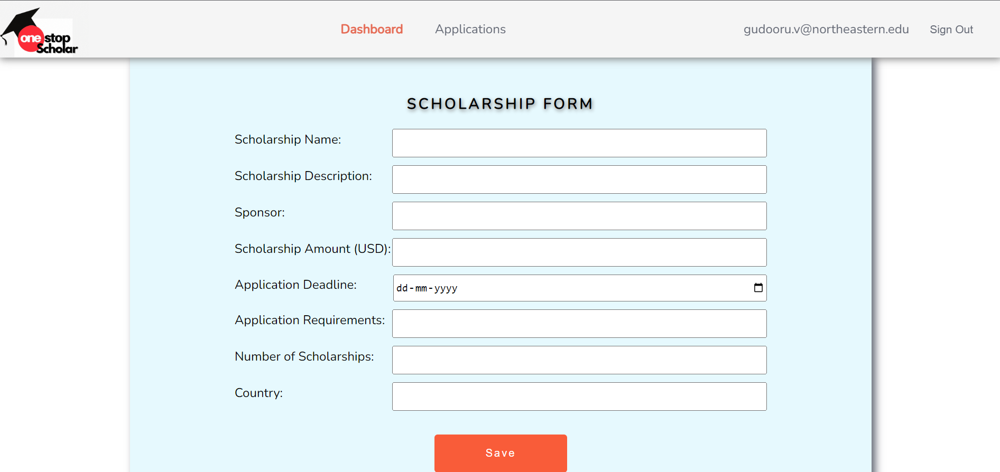 one stop
Scholar
Dashboard
Applications
gudooru.v@northeastern.edu
Sign Out
SCHOLARSHIP FORM
Scholarship Name:
Scholarship Description:
Sponsor:
Scholarship Amount (USD):
Application Deadline:
dd-mm-yyyy
Application Requirements:
Number of Scholarships:
Country:
Save